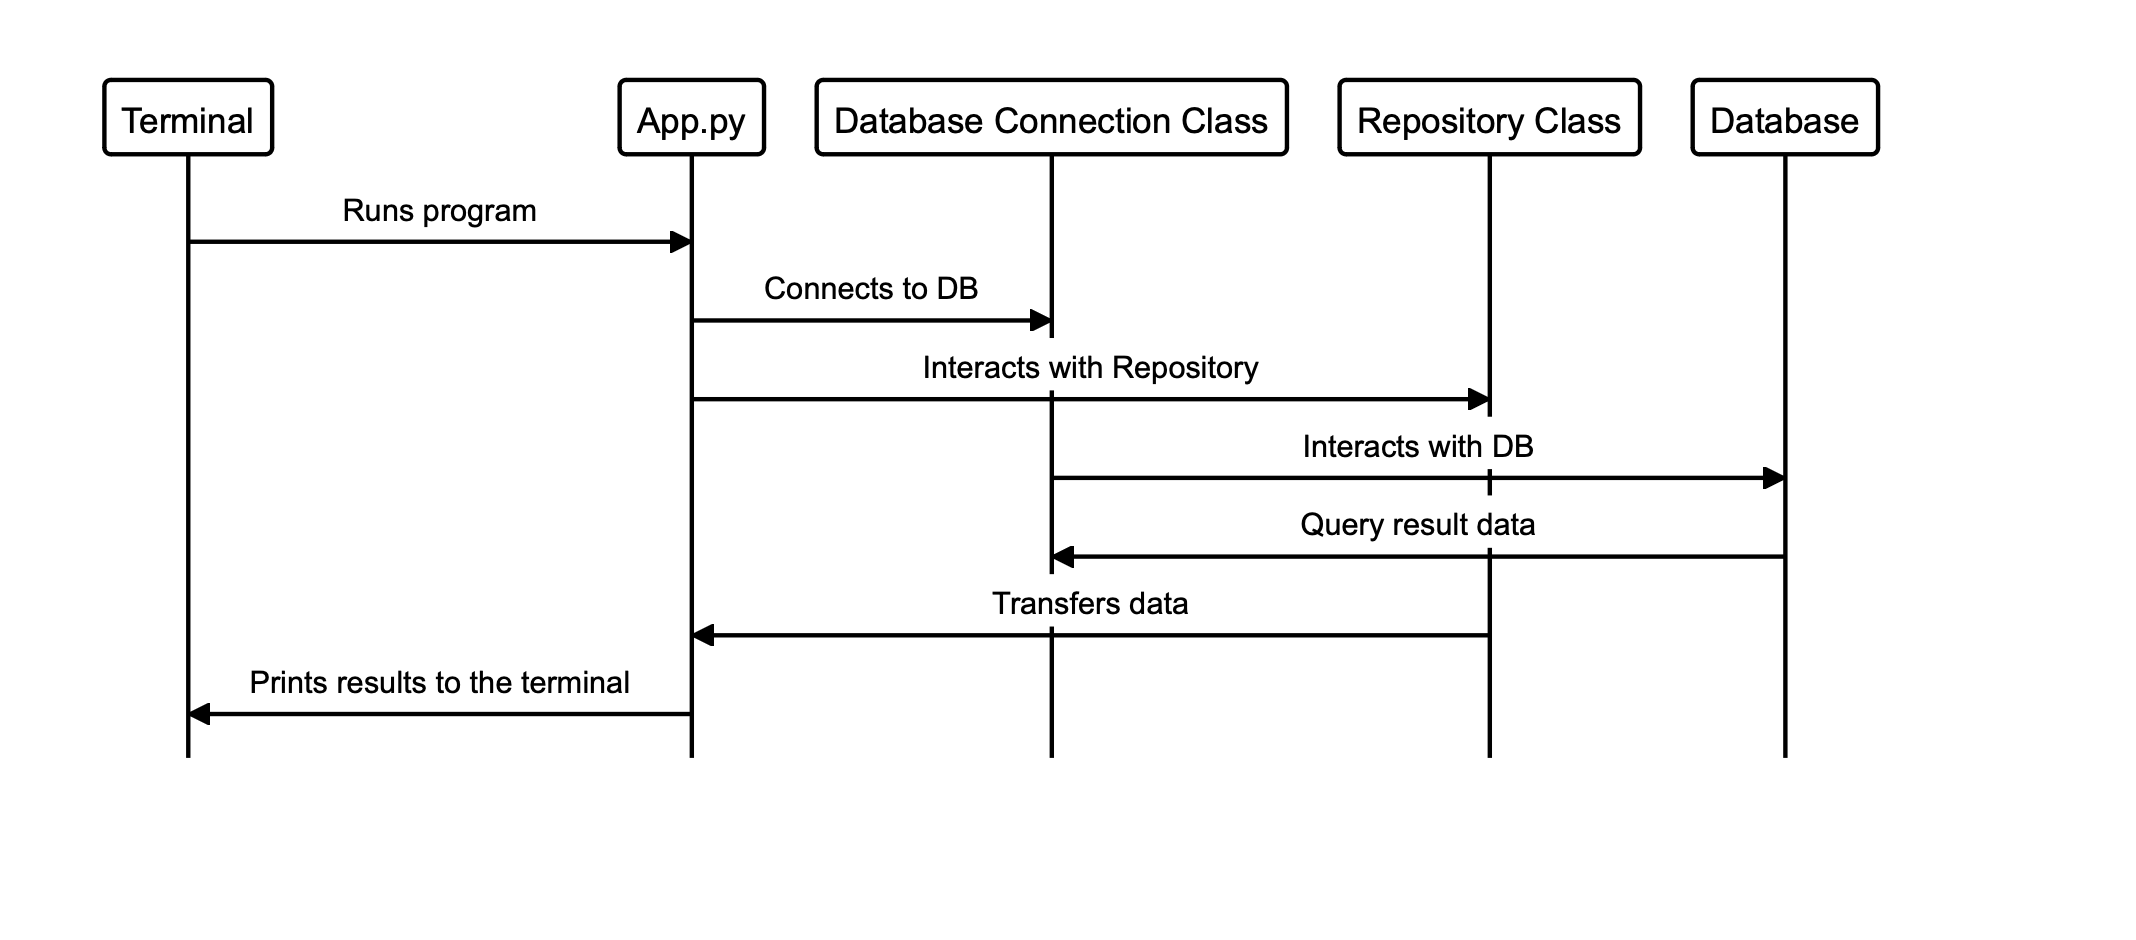 Terminal
App.py
Database Connection Class
Repository Class
Database
Runs program
Connects to DB
Interacts with Repository
Interacts with DB
Query result data
Transfers data
Prints results to the terminal